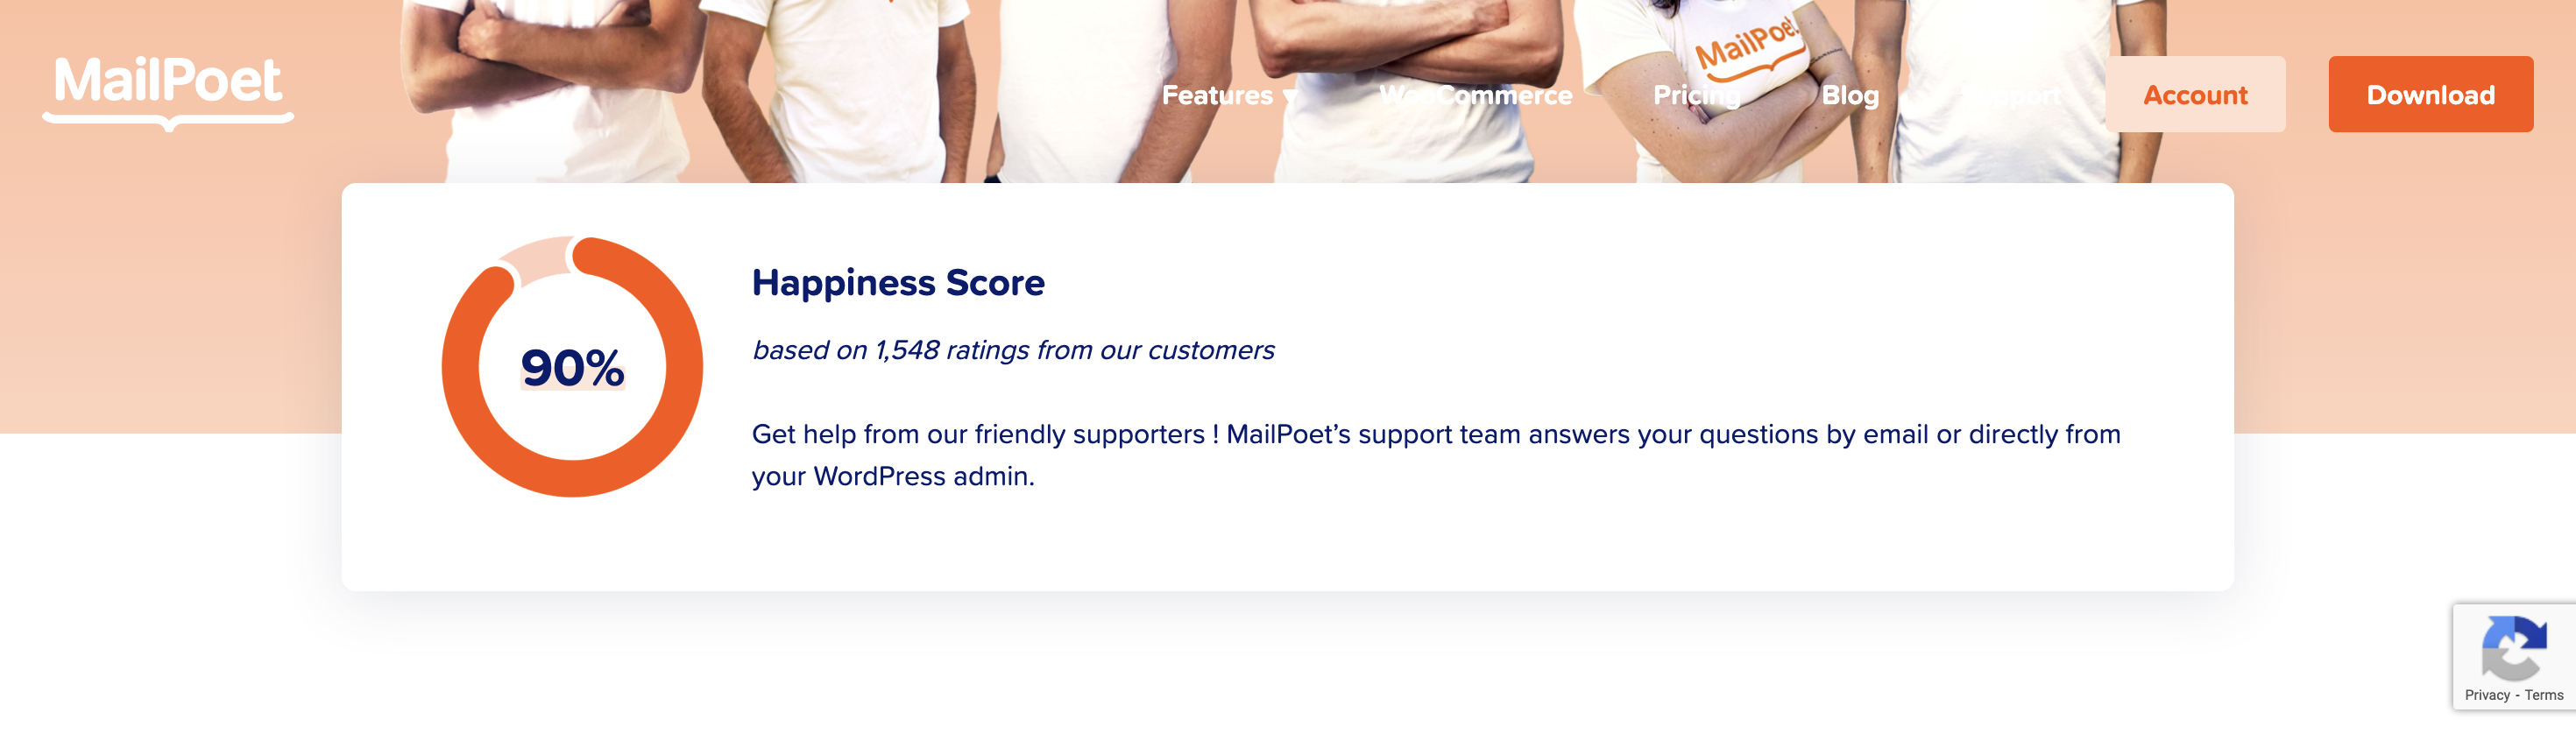 MailPoet
MailPoet
Features ▼ WooCommerce Pricing Blog Support Account Download
Happiness Score
90%
based on 1,548 ratings from our customers
Get help from our friendly supporters ! MailPoet’s support team answers your questions by email or directly from
your WordPress admin.
Privacy - Terms